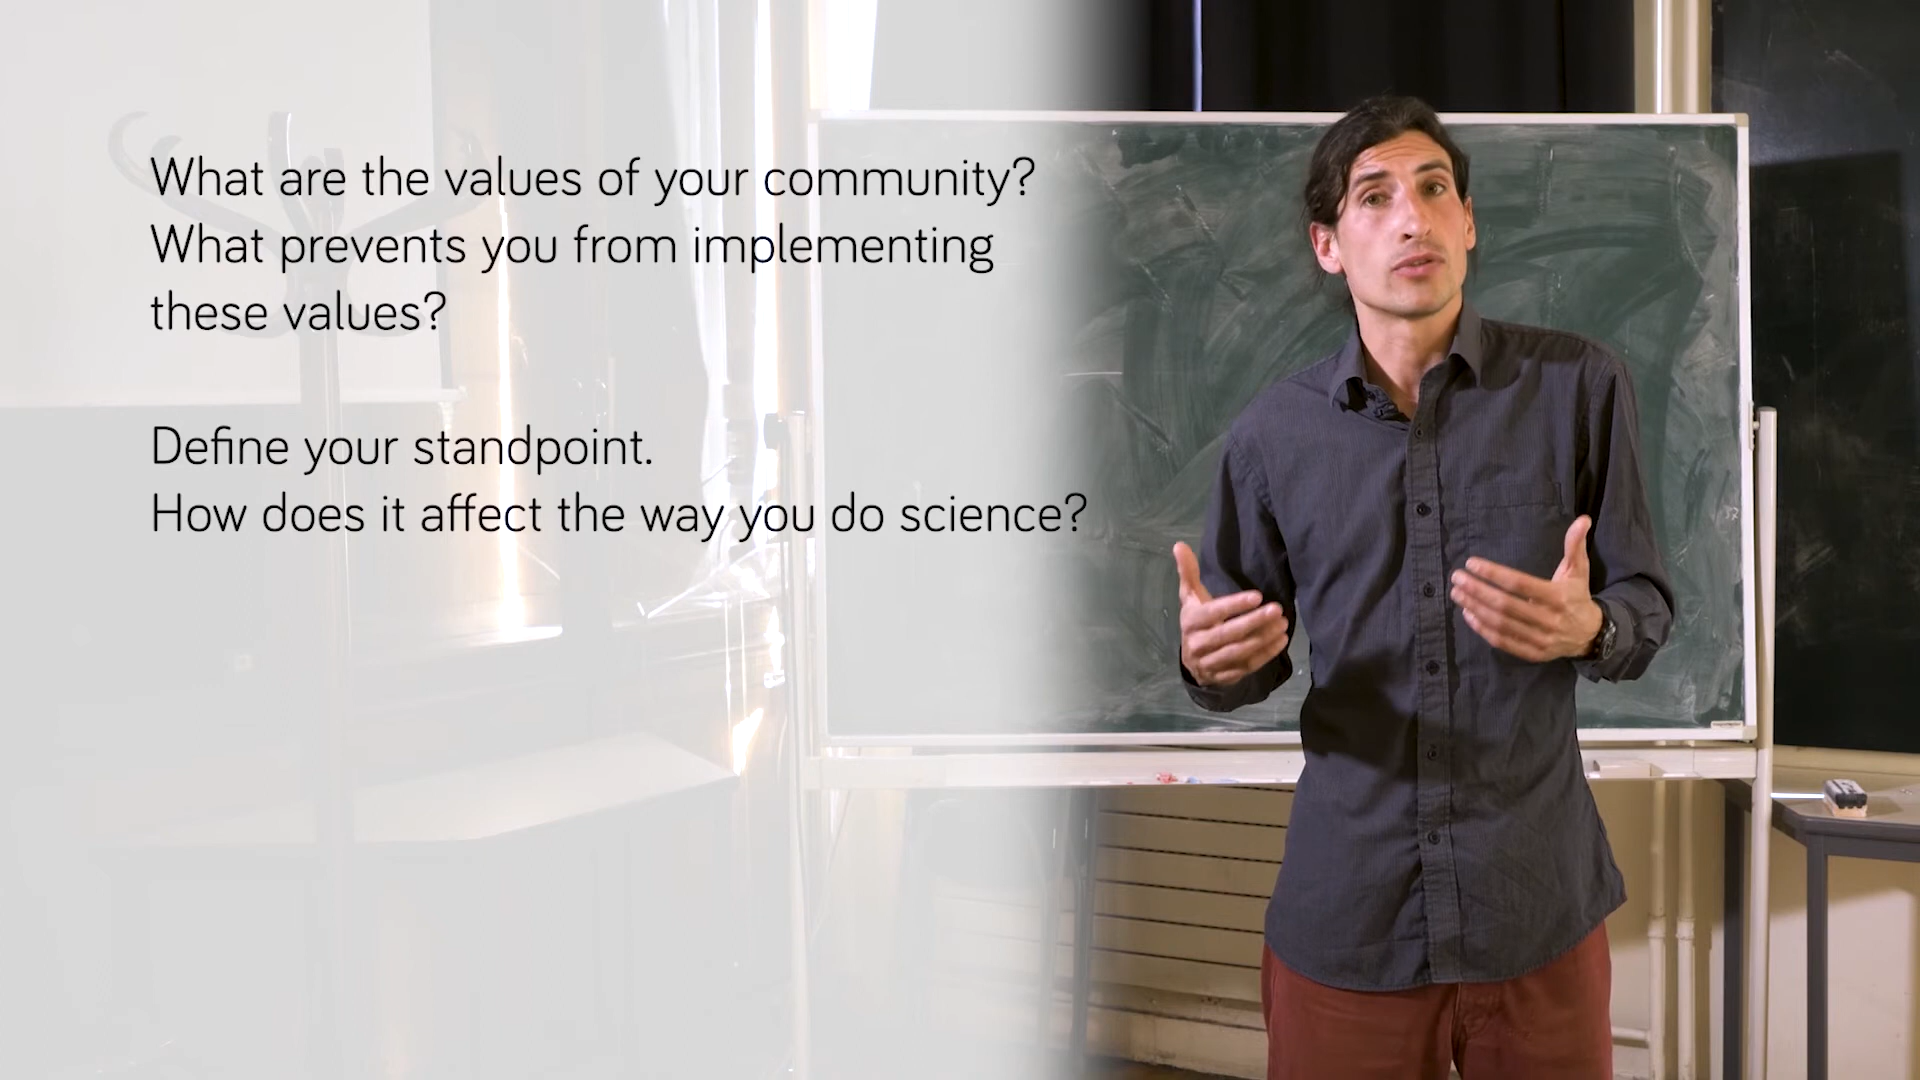 What are the values of your community?
What prevents you from implementing
these values?
Define your standpoint.
How does it affect the way you do science?